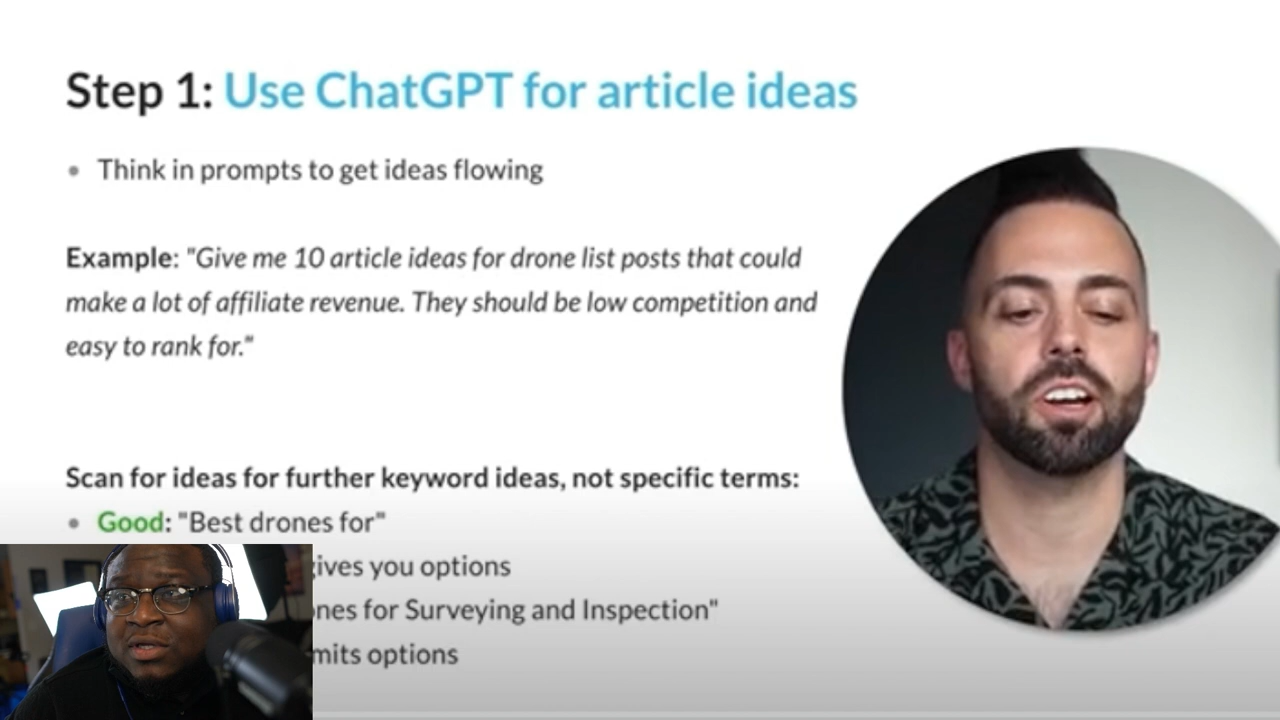 Step 1: Use ChatGPT for article ideas
• Think in prompts to get ideas flowing
Example: "Give me 10 article ideas for drone list posts that could
make a lot of affiliate revenue. They should be low competition and
easy to rank for."
Scan for ideas for further keyword ideas, not specific terms:
• Good: "Best drones for"
gives you options
for Surveying and Inspection"
options